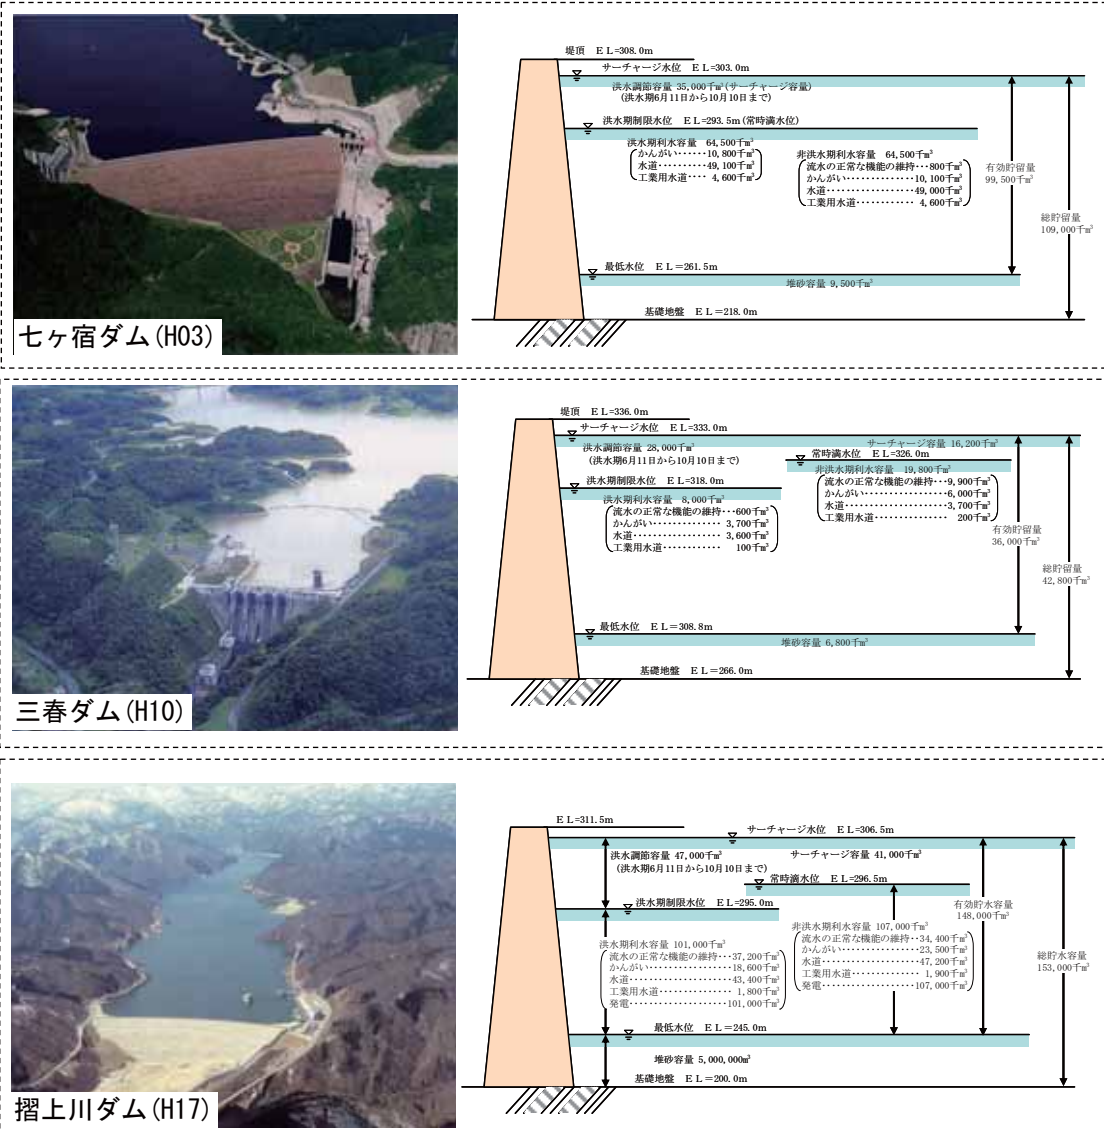 堤頂 EL=308.0m
サーチャージ水位 EL=303.0m
洪水調節容量 35,000千m³(サーチャージ容量)
(洪水期6月11日から10月10日まで)
洪水期制限水位 EL=293.5m(常時満水位)
洪水期利水容量 64,500千m³
かんがい‥‥‥10,800千m³
水道‥‥‥‥‥49,100千m³
工業用水道‥‥ 4,600千m³
非洪水期利水容量 64,500千m³
流水の正常な機能の維持‥‥800千m³
かんがい‥‥‥‥‥‥‥10,100千m³
水道‥‥‥‥‥‥‥‥‥49,000千m³
工業用水道‥‥‥‥‥‥ 4,600千m³
有効貯留量
99,500千m³
総貯留量
109,000千m³
最低水位 EL=261.5m
堆砂容量 9,500千m³
基礎地盤 EL=218.0m
七ヶ宿ダム(H03)
堤頂 EL=336.0m
サーチャージ水位 EL=333.0m
サーチャージ容量 16,200千m³
洪水調節容量 28,000千m³
(洪水期6月11日から10月10日まで)
常時満水位 EL=326.0m
非洪水期利水容量 19,800千m³
流水の正常な機能の維持‥‥9,900千m³
かんがい‥‥‥‥‥‥‥6,000千m³
水道‥‥‥‥‥‥‥‥‥3,700千m³
工業用水道‥‥‥‥‥‥ 200千m³
洪水期制限水位 EL=318.0m
洪水期利水容量 8,000千m³
流水の正常な機能の維持‥‥600千m³
かんがい‥‥‥‥‥‥‥ 3,700千m³
水道‥‥‥‥‥‥‥‥‥ 3,600千m³
工業用水道‥‥‥‥‥‥ 100千m³
有効貯留量
36,000千m³
総貯留量
42,800千m³
最低水位 EL=308.8m
堆砂容量 6,800千m³
基礎地盤 EL=266.0m
三春ダム(H10)
EL=311.5m
サーチャージ水位 EL=306.5m
洪水調節容量 47,000千m³
(洪水期6月11日から10月10日まで)
サーチャージ容量 41,000千m³
常時滴水位 EL=296.5m
洪水期制限水位 EL=295.0m
有効貯水容量
148,000千m³
非洪水期利水容量 107,000千m³
流水の正常な機能の維持‥34,400千m³
かんがい‥‥‥‥‥‥‥‥23,500千m³
水道‥‥‥‥‥‥‥‥‥‥47,200千m³
工業用水道‥‥‥‥‥‥‥ 1,900千m³
発電‥‥‥‥‥‥‥‥‥‥107,000千m³
洪水期利水容量 101,000千m³
流水の正常な機能の維持‥‥37,200千m³
かんがい‥‥‥‥‥‥‥‥18,600千m³
水道‥‥‥‥‥‥‥‥‥‥43,400千m³
工業用水道‥‥‥‥‥‥‥ 1,800千m³
発電‥‥‥‥‥‥‥‥‥‥101,000千m³
総貯水容量
153,000千m³
最低水位 EL=245.0m
堆砂容量 5,000,000m³
基礎地盤 EL=200.0m
摺上川ダム(H17)